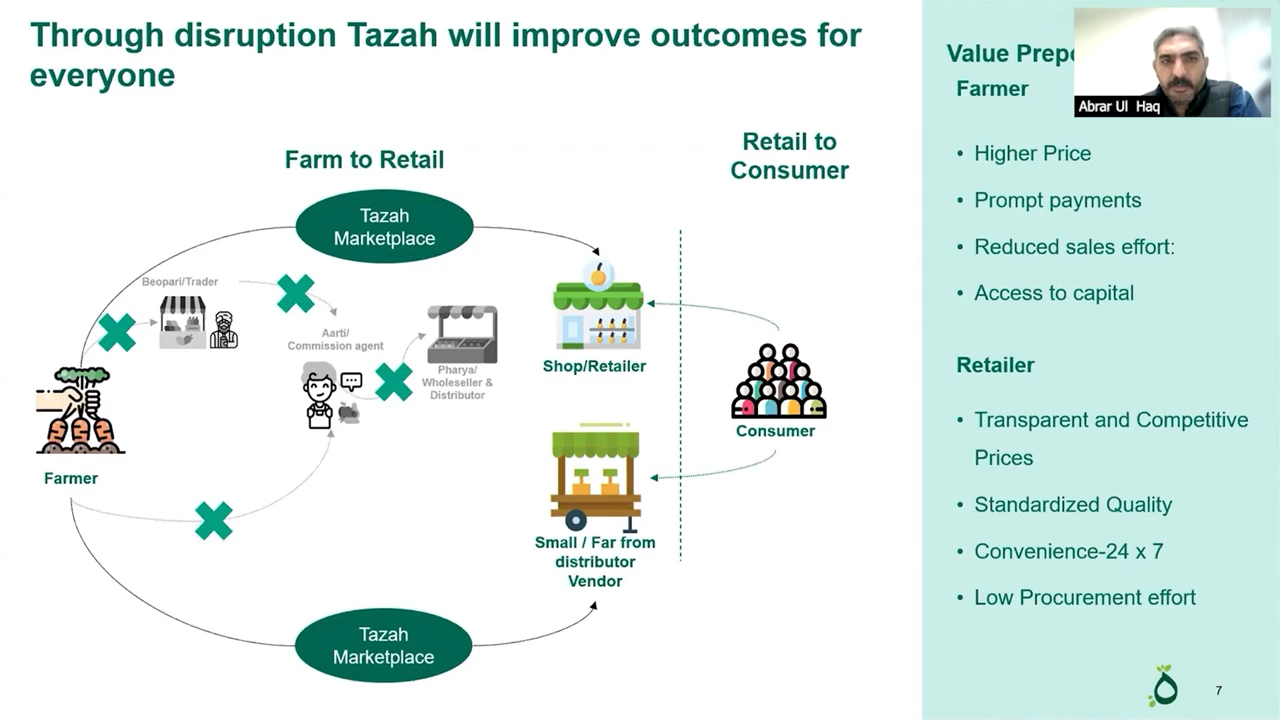 Through disruption Tazah will improve outcomes for
everyone
Farm to Retail
Retail to
Consumer
Tazah
Marketplace
Beopari/Trader
Aarti/
Commission agent
Pharya/
Wholeseller &
Distributor
Farmer
Shop/Retailer
Small / Far from
distributor
Vendor
Consumer
Tazah
Marketplace
Value
Farmer
• Higher Price
• Prompt payments
• Reduced sales effort:
• Access to capital
Retailer
• Transparent and Competitive
Prices
• Standardized Quality
• Convenience-24 x 7
• Low Procurement effort
Abrar Ul Haq
7